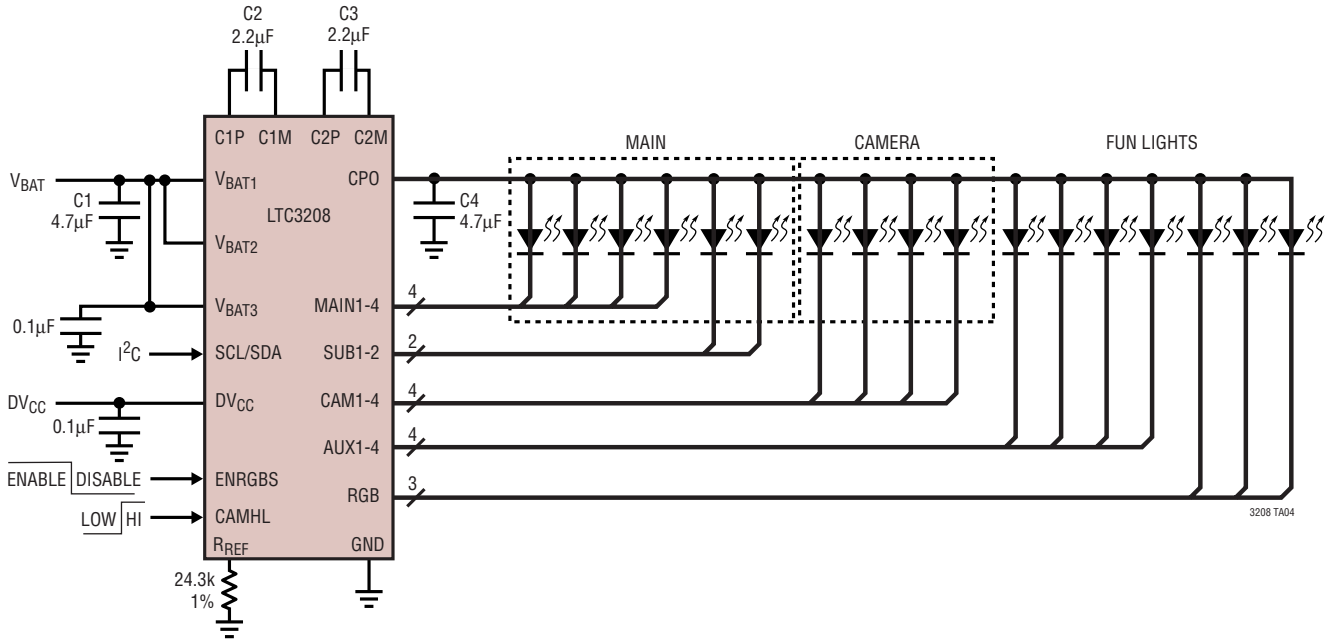 C2
2.2µF
C3
2.2µF
C1P C1M C2P C2M
MAIN
CAMERA
FUN LIGHTS
VBAT
VBAT1
CPO
C1
4.7µF
LTC3208
C4
4.7µF
VBAT2
VBAT3
MAIN1-4
4
0.1µF
I2C
SCL/SDA
SUB1-2
2
DVCC
DVCC
CAM1-4
4
0.1µF
AUX1-4
4
ENABLE DISABLE
ENRGBS
RGB
3
LOW HI
CAMHL
3208 TA04
RREF
GND
24.3k
1%